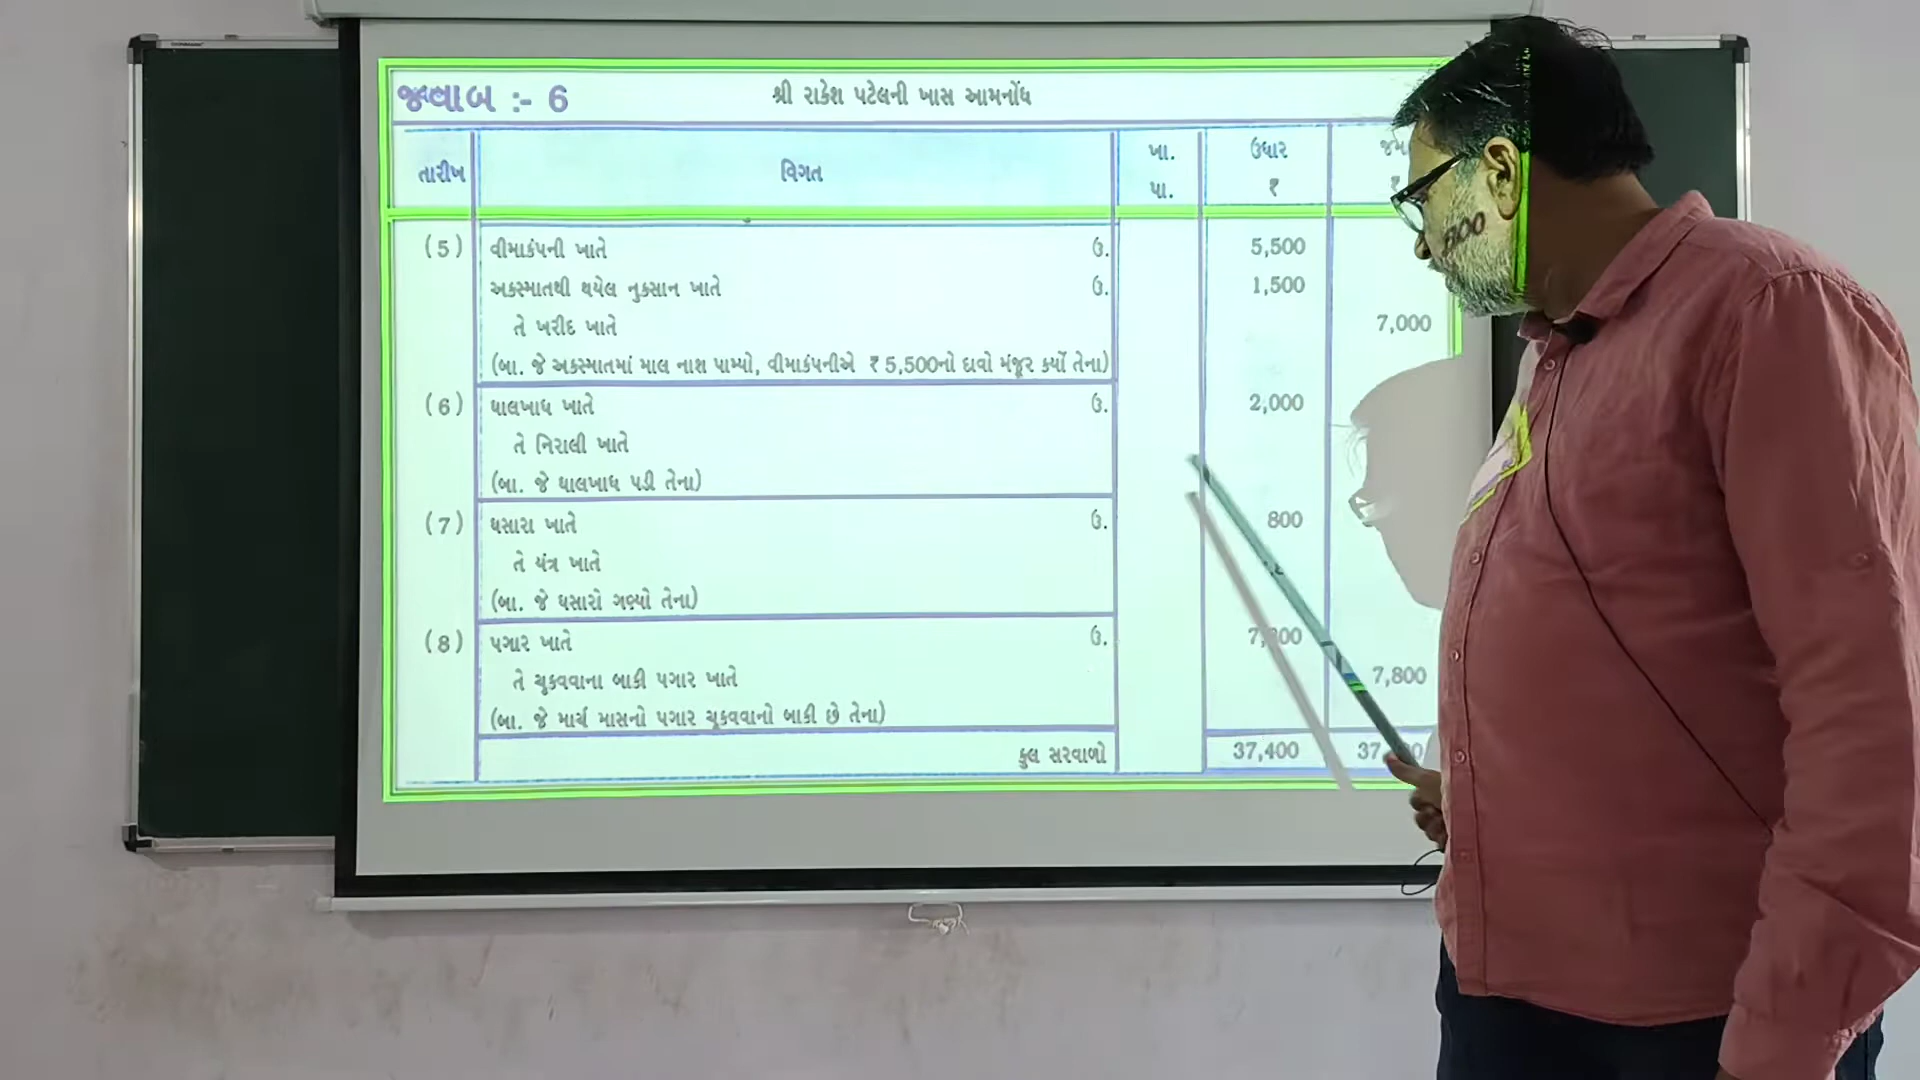 જવાબ :- 6 શ્રી રાકેશ પટેલની ખાસ આમનોંધ
તારીખ વિગત ખા. પા. ઉધાર ₹
(5) વીમાકંપની ખાતે ઉ. 5,500
અકસ્માતથી થયેલ નુકસાન ખાતે ઉ. 1,500
તે ખરીદ ખાતે 7,000
(બા. જે અકસ્માતમાં માલ નાશ પામ્યો, વીમાકંપનીએ ₹ 5,500નો દાવો મંજૂર કર્યો તેના)
(6) ઘાલખાધ ખાતે ઉ. 2,000
તે નિરાલી ખાતે
(બા. જે ઘાલખાધ પડી તેના)
(7) ઘસારા ખાતે ઉ. 800
તે યંત્ર ખાતે
(બા. જે ઘસારો ગણ્યો તેના)
(8) પગાર ખાતે ઉ.
તે ચુકવવાના બાકી પગાર ખાતે 7,800
(બા. જે માર્ચ માસનો પગાર ચૂકવવાનો બાકી છે તેના)
કુલ સરવાળો 37,400